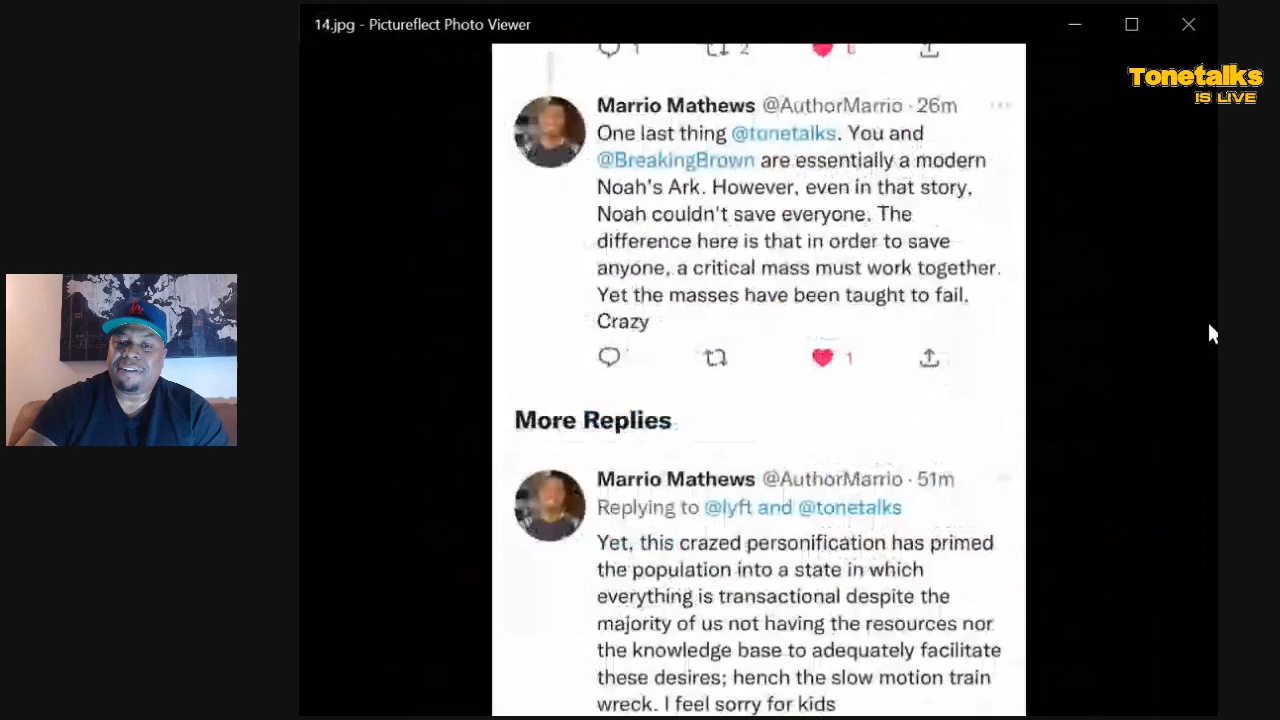 14.jpg - Pictureflect Photo Viewer
Tonetalks
IS LIVE
1 2
Marrio Mathews @AuthorMarrio · 26m
One last thing @tonetalks. You and
@BreakingBrown are essentially a modern
Noah's Ark. However, even in that story,
Noah couldn't save everyone. The
difference here is that in order to save
anyone, a critical mass must work together.
Yet the masses have been taught to fail.
Crazy
1
More Replies
Marrio Mathews @AuthorMarrio · 51m
Replying to @lyft and @tonetalks
Yet, this crazed personification has primed
the population into a state in which
everything is transactional despite the
majority of us not having the resources nor
the knowledge base to adequately facilitate
these desires; hench the slow motion train
wreck. I feel sorry for kids